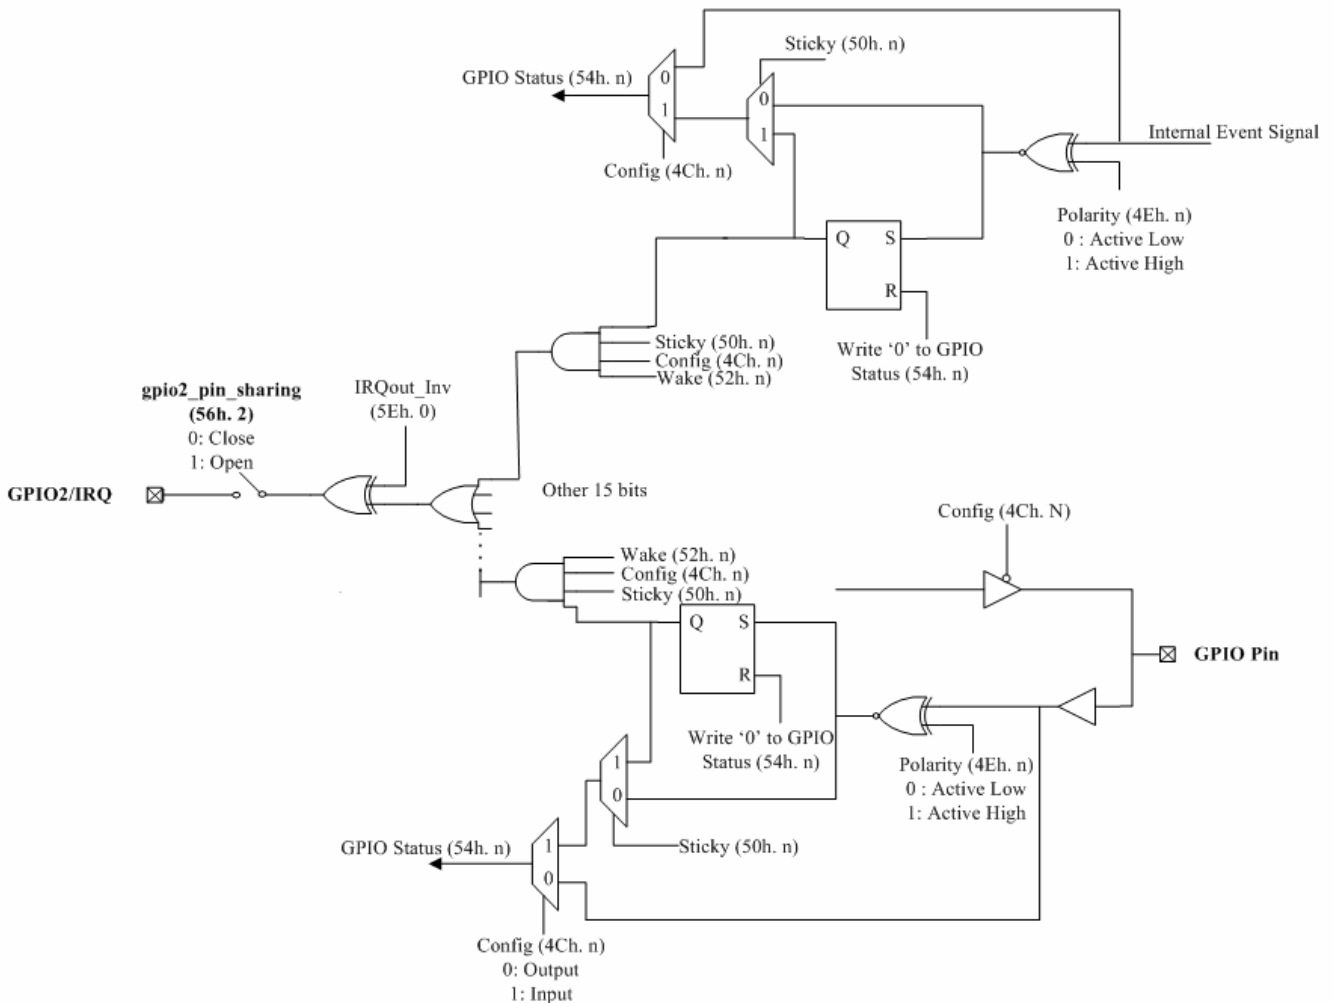 Sticky (50h. n)
GPIO Status (54h. n)
0
1
0
1
Config (4Ch. n)
Internal Event Signal
Polarity (4Eh. n)
0 : Active Low
1: Active High
Q
S
R
Write ‘0’ to GPIO
Status (54h. n)
Sticky (50h. n)
Config (4Ch. n)
Wake (52h. n)
gpio2_pin_sharing
(56h. 2)
0: Close
1: Open
IRQout_Inv
(5Eh. 0)
GPIO2/IRQ
Other 15 bits
Config (4Ch. N)
Wake (52h. n)
Config (4Ch. n)
Sticky (50h. n)
Q
S
R
GPIO Pin
Write ‘0’ to GPIO
Status (54h. n)
Polarity (4Eh. n)
0 : Active Low
1: Active High
1
0
Sticky (50h. n)
GPIO Status (54h. n)
1
0
Config (4Ch. n)
0: Output
1: Input